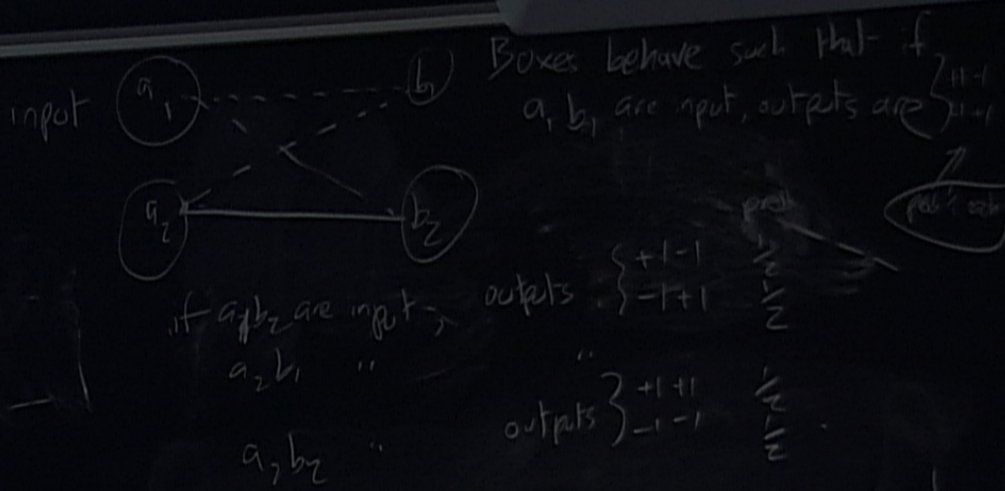 Boxes behave such that if
input a1 b1 a1 b1 are input, outputs are } +1 -1
-1 +1
a2 b2 prob
outputs { +1 -1 1/2
if a1 b2 are input, -1 +1 1/2
a2 b1 " "
outputs } +1 +1 1/2
-1 -1 1/2
a2 b2 "